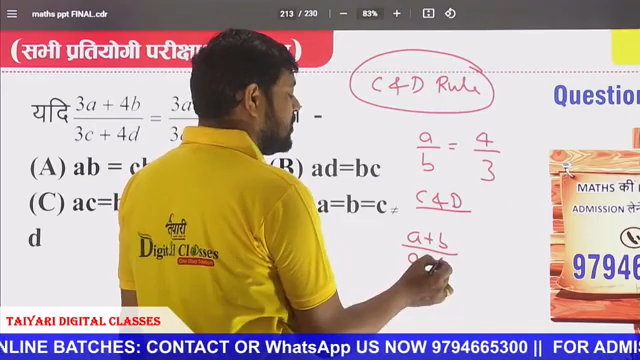 maths ppt FINAL.cdr
213 / 230
83%
(सभी प्रतियोगी परीक्षा
यदि 3a + 4b / 3c + 4d = 3a
(A) ab = c
(B) ad=bc
(C) ac=b
a=b=c≠
d
C & D Rule
a/b = 4/3
C & D
a+b
Question
MATHS की
ADMISSION लेने
97946
तैयारी
Digital Classes
TAIYARI DIGITAL CLASSES
ONLINE BATCHES: CONTACT OR WhatsApp US NOW 9794665300 || FOR ADMIS